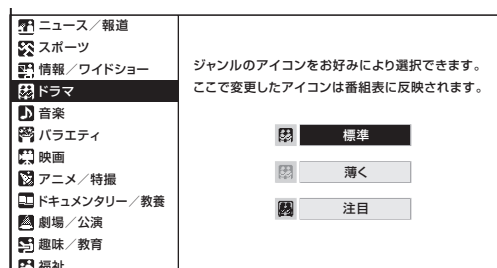 ニュース／報道
スポーツ
情報／ワイドショー
ドラマ
音楽
バラエティ
映画
アニメ／特撮
ドキュメンタリー／教養
劇場／公演
趣味／教育
福祉
ジャンルのアイコンをお好みにより選択できます。
ここで変更したアイコンは番組表に反映されます。
標準
薄く
注目